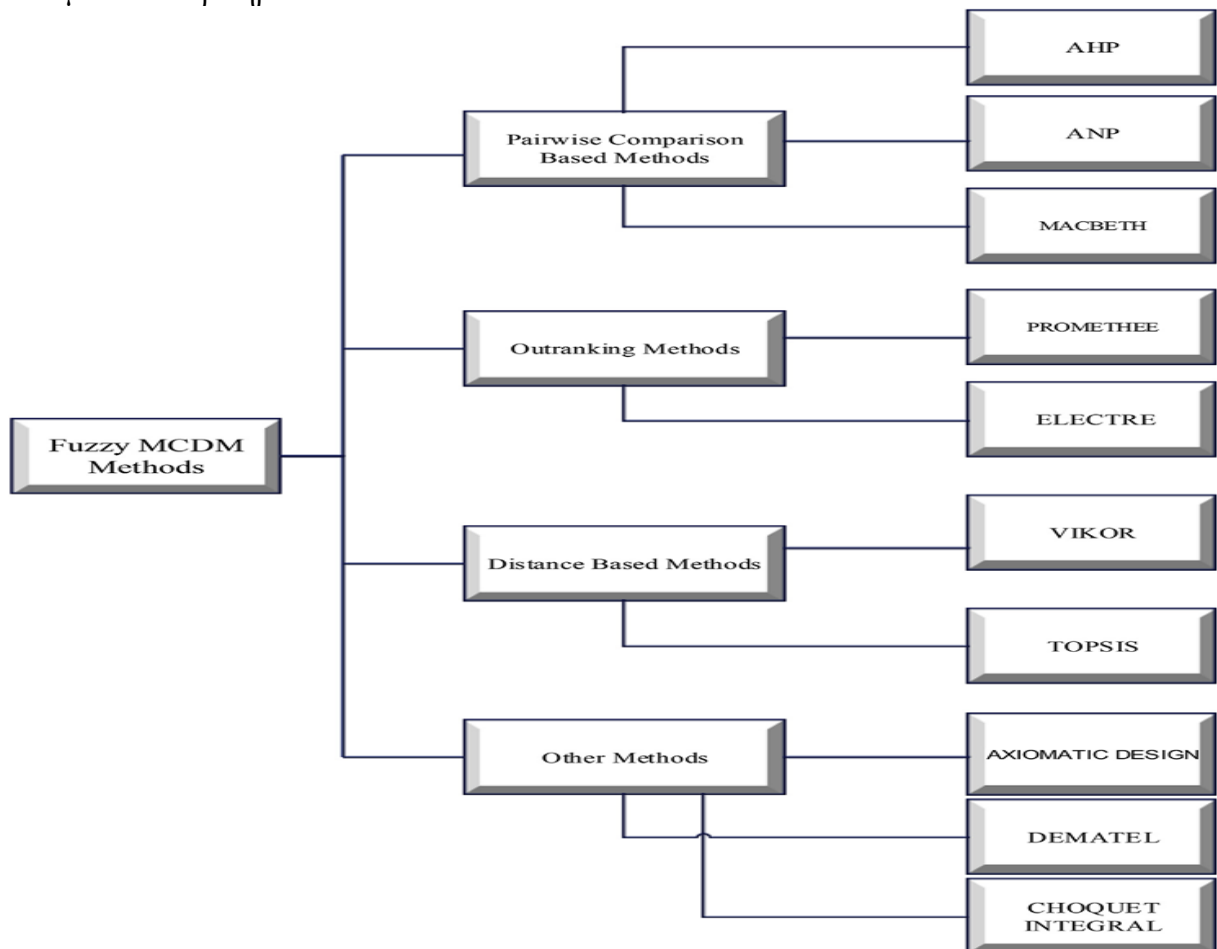 AHP
Pairwise Comparison
Based Methods
ANP
MACBETH
PROMETHEE
Outranking Methods
ELECTRE
Fuzzy MCDM
Methods
VIKOR
Distance Based Methods
TOPSIS
Other Methods
AXIOMATIC DESIGN
DEMATEL
CHOQUET
INTEGRAL